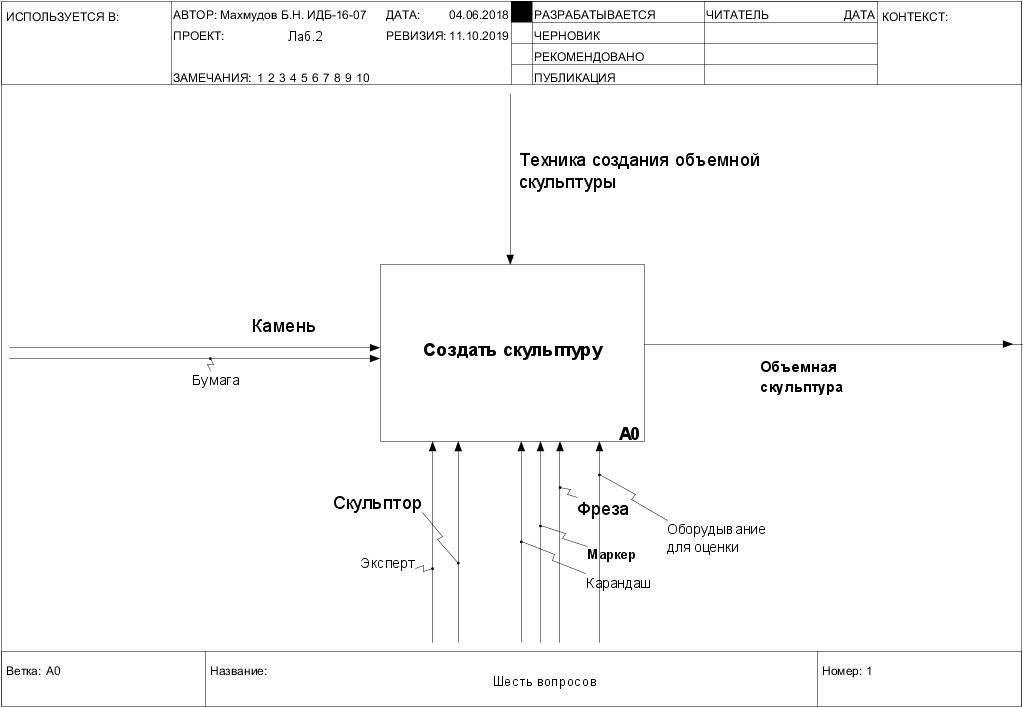 ИСПОЛЬЗУЕТСЯ В:
АВТОР: Махмудов Б.Н. ИДБ-16-07
ДАТА: 04.06.2018
РАЗРАБАТЫВАЕТСЯ
ЧИТАТЕЛЬ
ДАТА
КОНТЕКСТ:
ПРОЕКТ: Лаб.2
РЕВИЗИЯ: 11.10.2019
ЧЕРНОВИК
РЕКОМЕНДОВАНО
ЗАМЕЧАНИЯ: 1 2 3 4 5 6 7 8 9 10
ПУБЛИКАЦИЯ
Техника создания объемной
скульптуры
Камень
Бумага
Создать скульптуру
A0
Объемная
скульптура
Скульптор
Эксперт
Фреза
Оборудывание
для оценки
Маркер
Карандаш
Ветка: A0
Название:
Шесть вопросов
Номер: 1